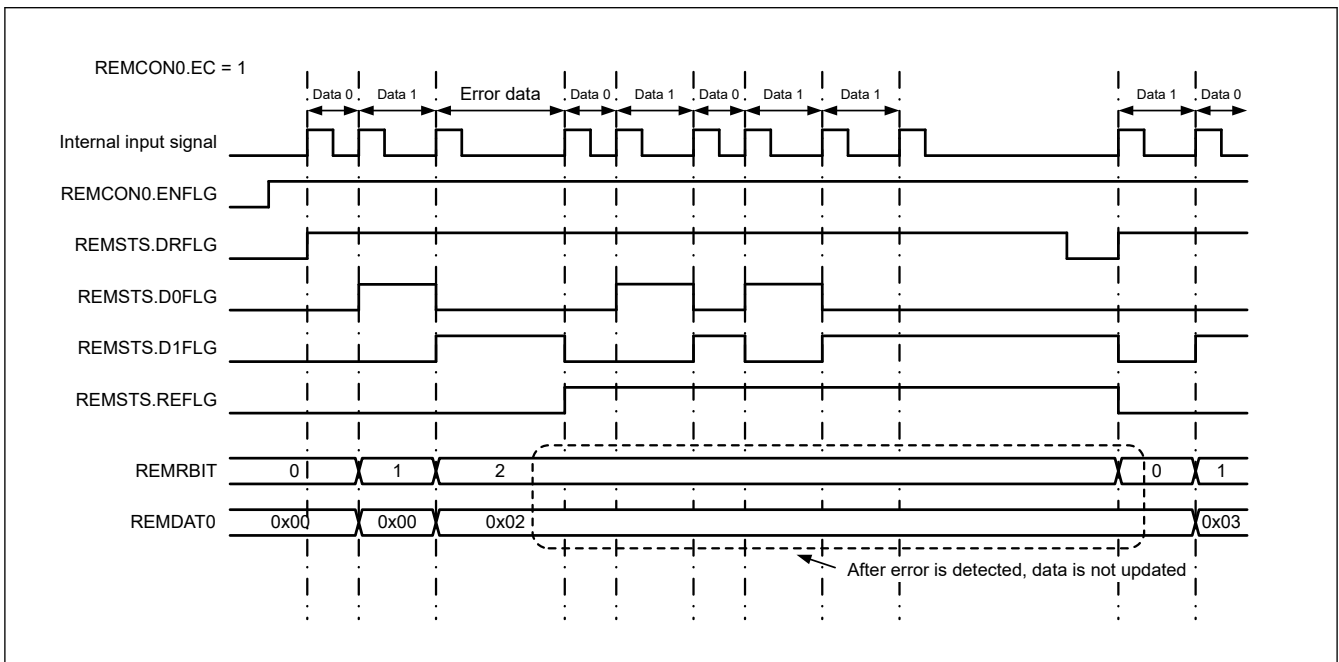 REMCON0.EC = 1
Data 0 Data 1 Error data Data 0 Data 1 Data 0 Data 1 Data 1 Data 1 Data 0
Internal input signal
REMCON0.ENFLG
REMSTS.DRFLG
REMSTS.D0FLG
REMSTS.D1FLG
REMSTS.REFLG
REMRBIT 0 1 2 0 1
REMDAT0 0x00 0x00 0x02 0x03
After error is detected, data is not updated